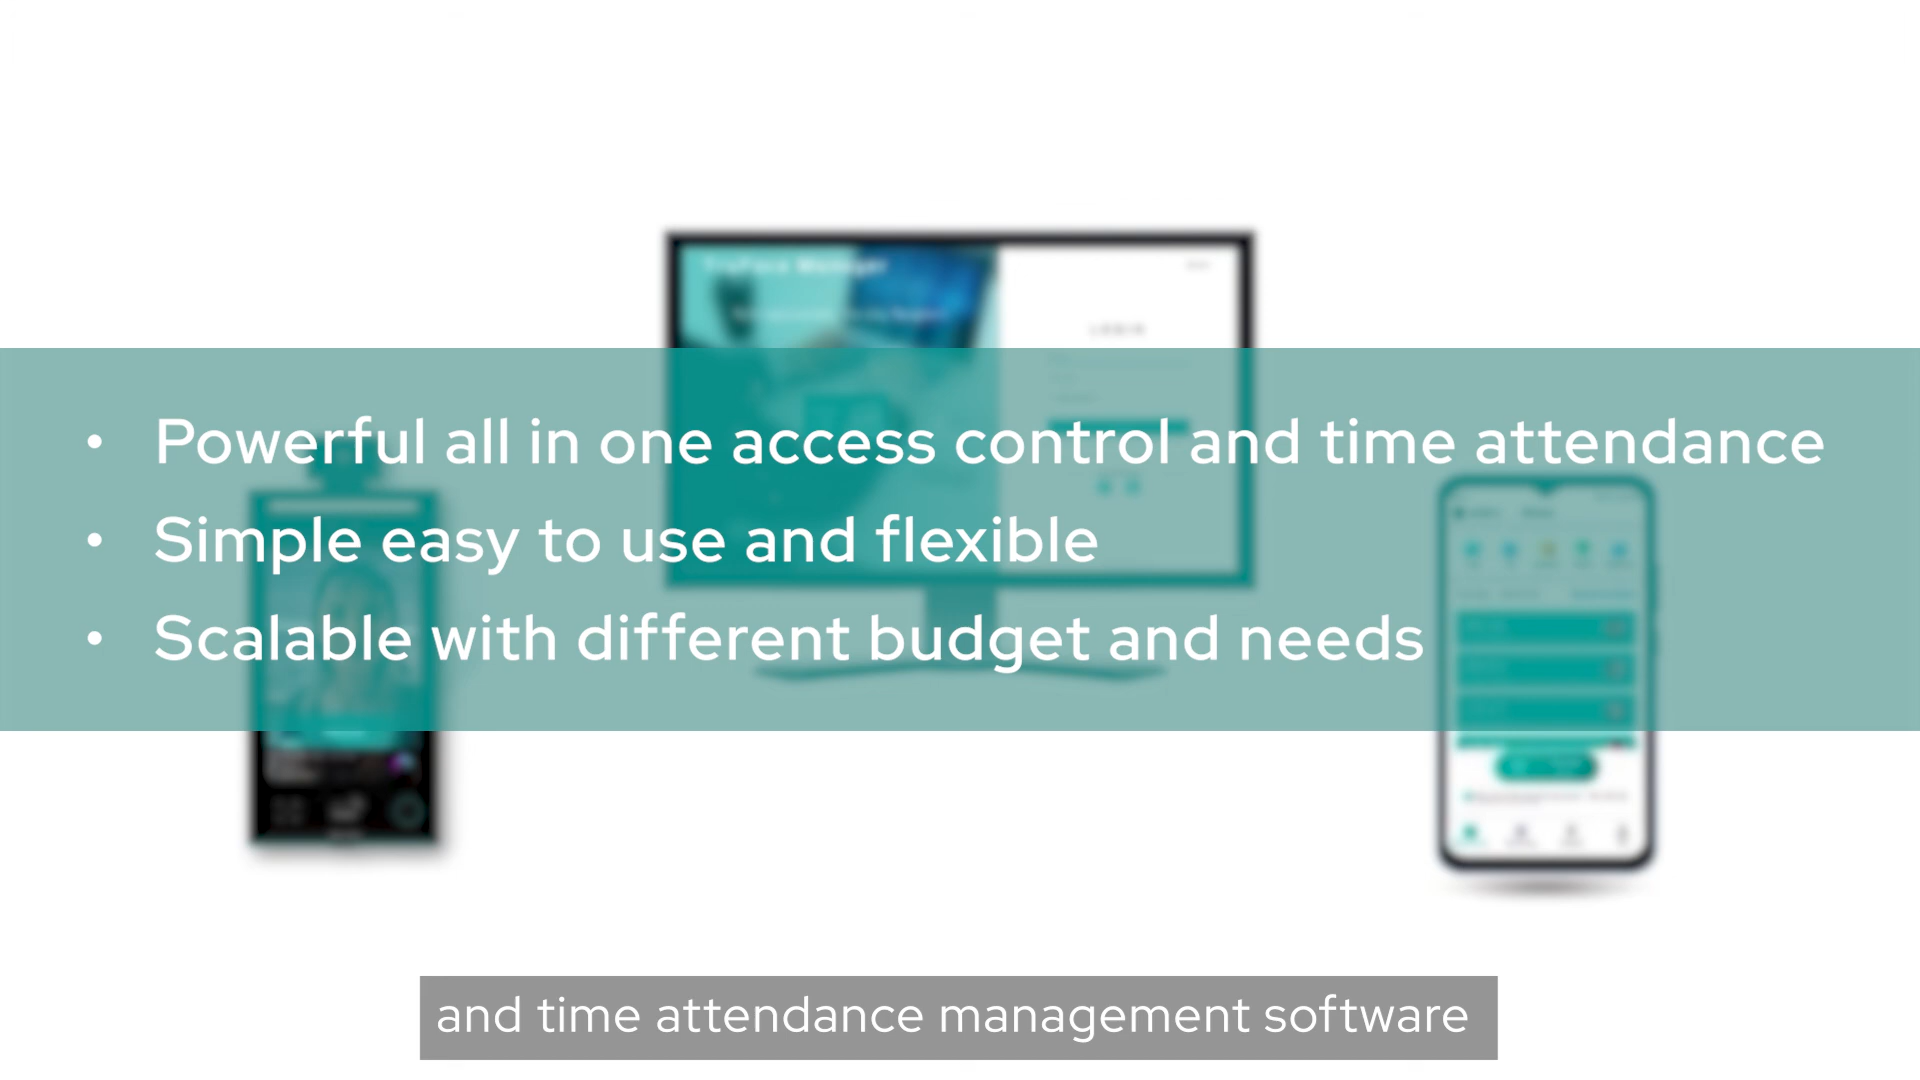 • Powerful all in one access control and time attendance
• Simple easy to use and flexible
• Scalable with different budget and needs
and time attendance management software